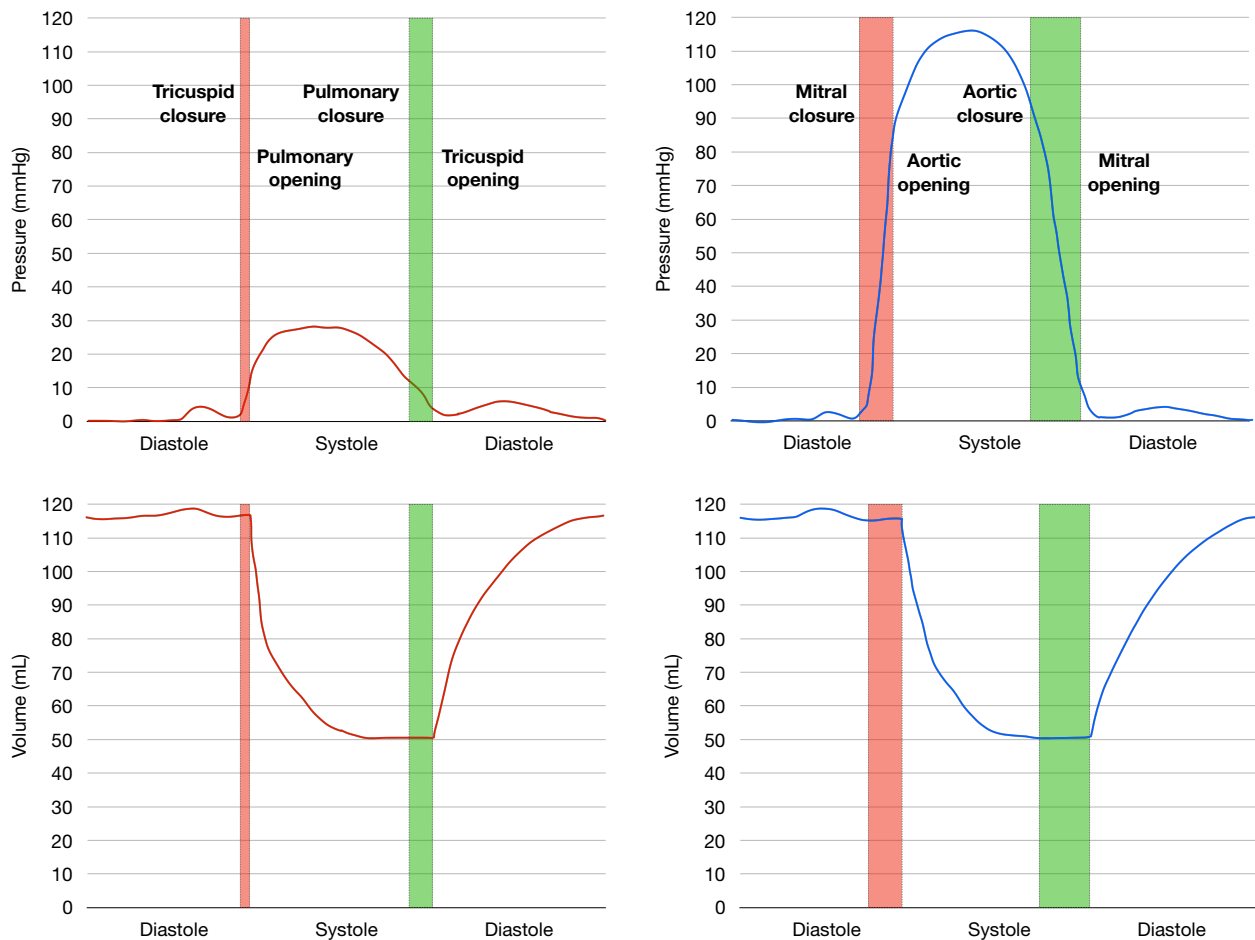 Pressure (mmHg)
120
110
100
90
80
70
60
50
40
30
20
10
0
Tricuspid
closure
Pulmonary
closure
Pulmonary
opening
Tricuspid
opening
Diastole
Systole
Diastole
Pressure (mmHg)
120
110
100
90
80
70
60
50
40
30
20
10
0
Mitral
closure
Aortic
closure
Aortic
opening
Mitral
opening
Diastole
Systole
Diastole
Volume (mL)
120
110
100
90
80
70
60
50
40
30
20
10
0
Diastole
Systole
Diastole
Volume (mL)
120
110
100
90
80
70
60
50
40
30
20
10
0
Diastole
Systole
Diastole